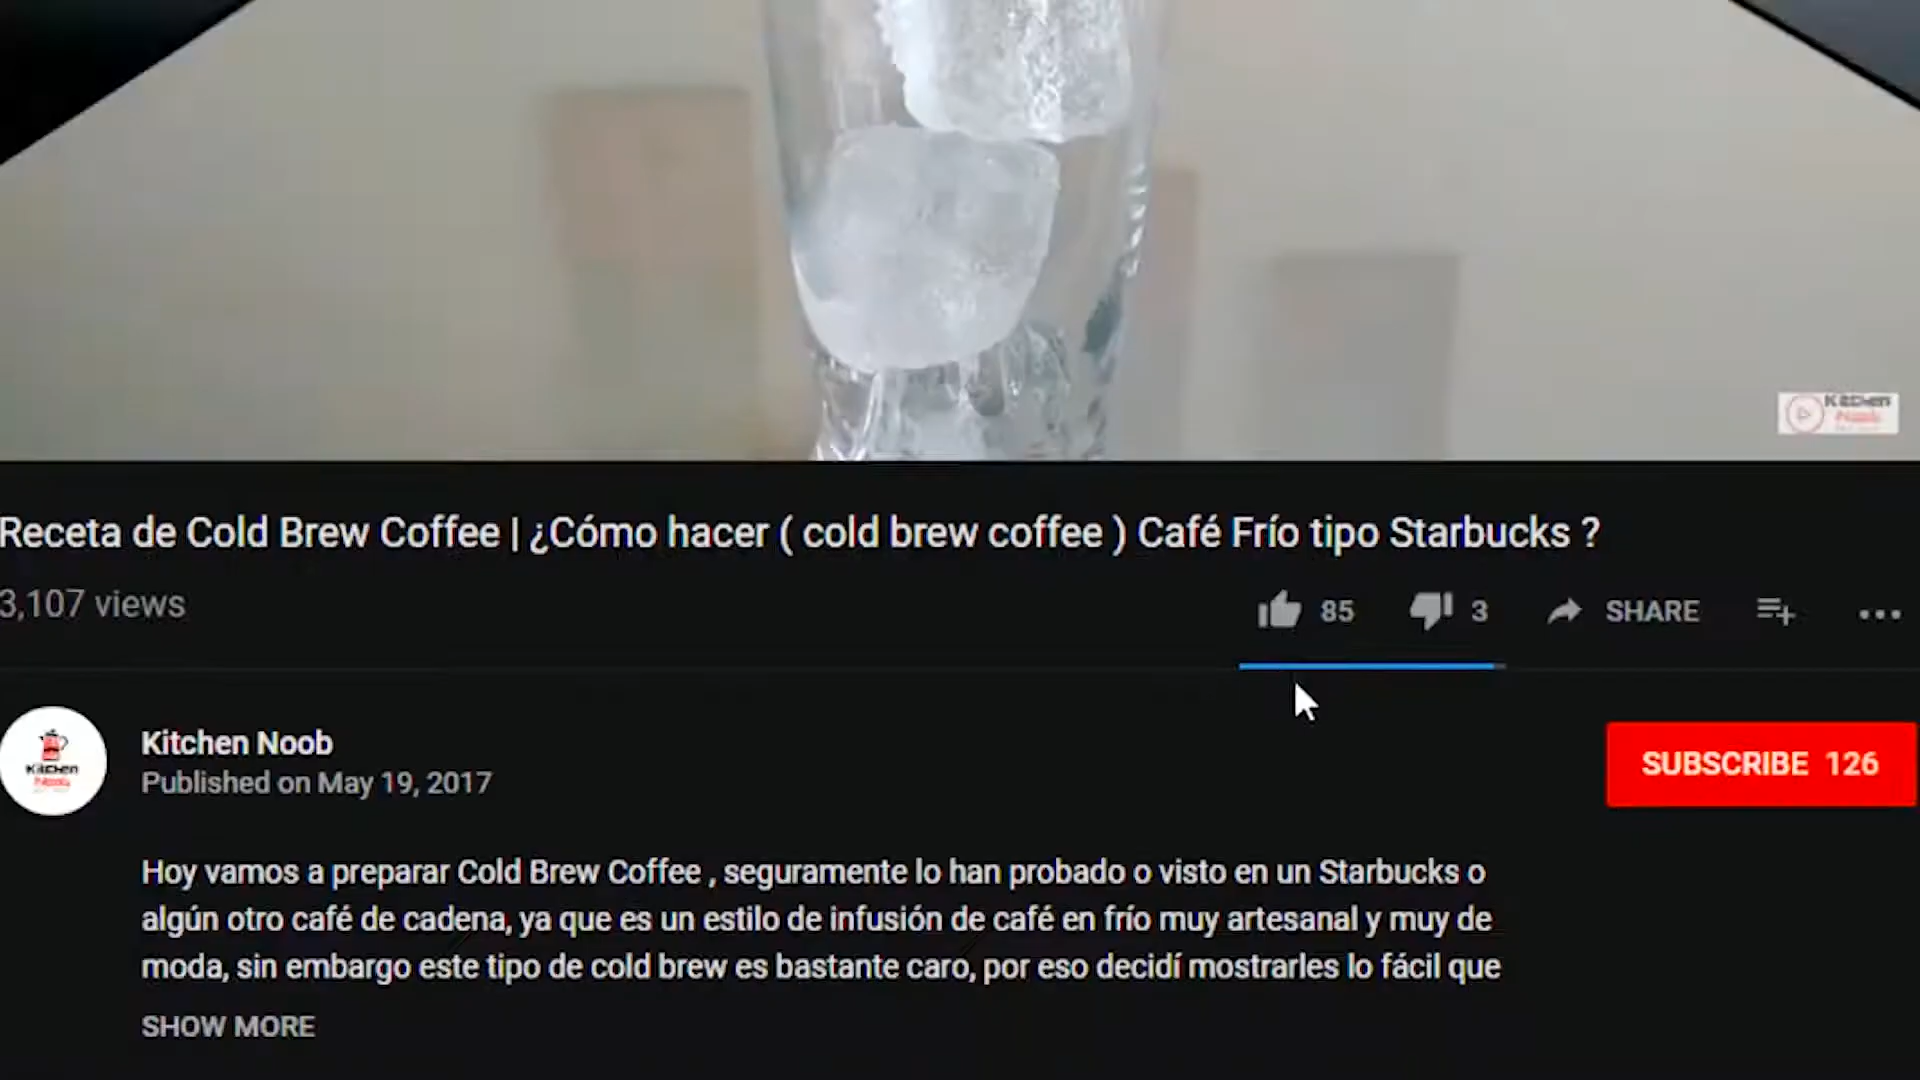 Kitchen
Noob
Receta de Cold Brew Coffee | ¿Cómo hacer ( cold brew coffee ) Café Frío tipo Starbucks ?
3,107 views
85
3
SHARE
Kitchen
Noob
Kitchen Noob
Published on May 19, 2017
SUBSCRIBE 126
Hoy vamos a preparar Cold Brew Coffee , seguramente lo han probado o visto en un Starbucks o
algún otro café de cadena, ya que es un estilo de infusión de café en frío muy artesanal y muy de
moda, sin embargo este tipo de cold brew es bastante caro, por eso decidí mostrarles lo fácil que
SHOW MORE